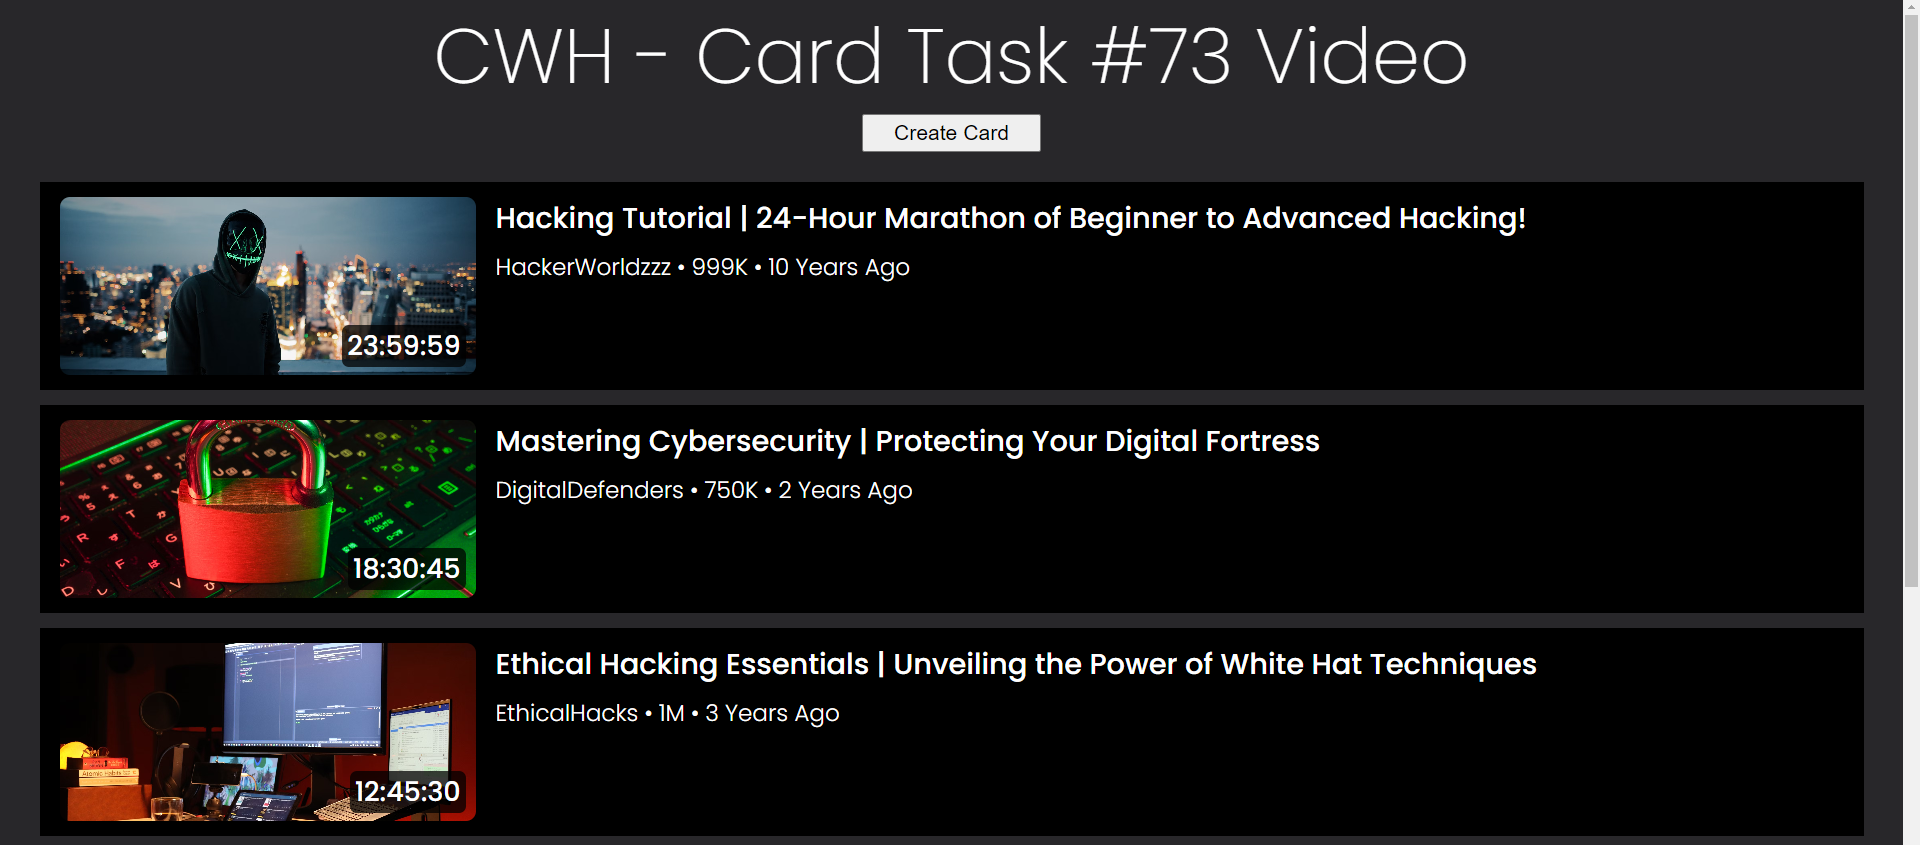 CWH - Card Task #73 Video
Create Card
Hacking Tutorial | 24-Hour Marathon of Beginner to Advanced Hacking!
HackerWorldzzz • 999K • 10 Years Ago
23:59:59
Mastering Cybersecurity | Protecting Your Digital Fortress
DigitalDefenders • 750K • 2 Years Ago
18:30:45
Ethical Hacking Essentials | Unveiling the Power of White Hat Techniques
EthicalHacks • 1M • 3 Years Ago
Atomic Habits
12:45:30